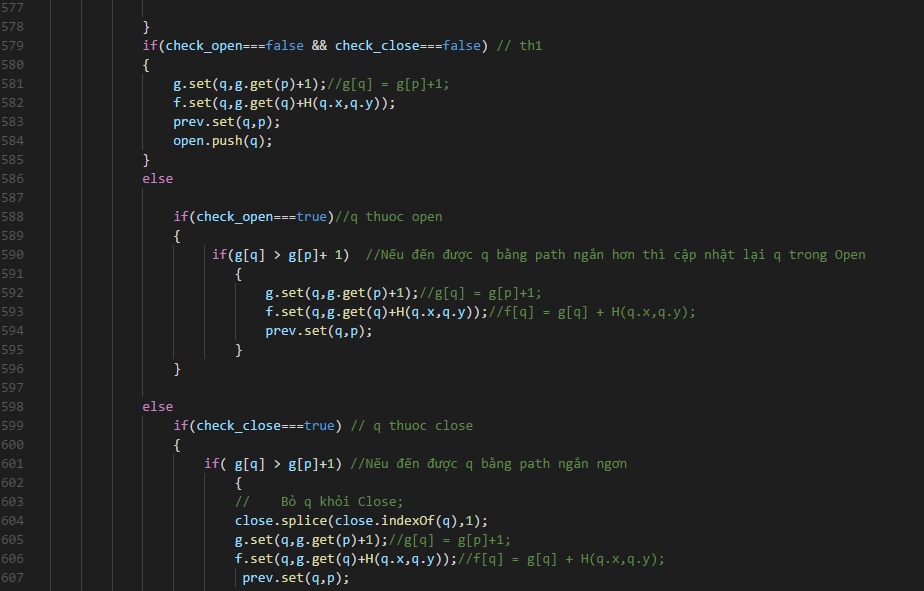 577
578 }
579 if(check_open===false && check_close===false) // th1
580 {
581 g.set(q,g.get(p)+1);//g[q] = g[p]+1;
582 f.set(q,g.get(q)+H(q.x,q.y));
583 prev.set(q,p);
584 open.push(q);
585 }
586 else
587
588 if(check_open===true)//q thuoc open
589 {
590 if(g[q] > g[p]+ 1) //Nếu đến được q bằng path ngắn hơn thì cập nhật lại q trong Open
591 {
592 g.set(q,g.get(p)+1);//g[q] = g[p]+1;
593 f.set(q,g.get(q)+H(q.x,q.y));//f[q] = g[q] + H(q.x,q.y);
594 prev.set(q,p);
595 }
596 }
597
598 else
599 if(check_close===true) // q thuoc close
600 {
601 if( g[q] > g[p]+1) //Nếu đến được q bằng path ngắn ngơn
602 {
603 // Bỏ q khỏi Close;
604 close.splice(close.indexOf(q),1);
605 g.set(q,g.get(p)+1);//g[q] = g[p]+1;
606 f.set(q,g.get(q)+H(q.x,q.y));//f[q] = g[q] + H(q.x,q.y);
607 prev.set(q,p);